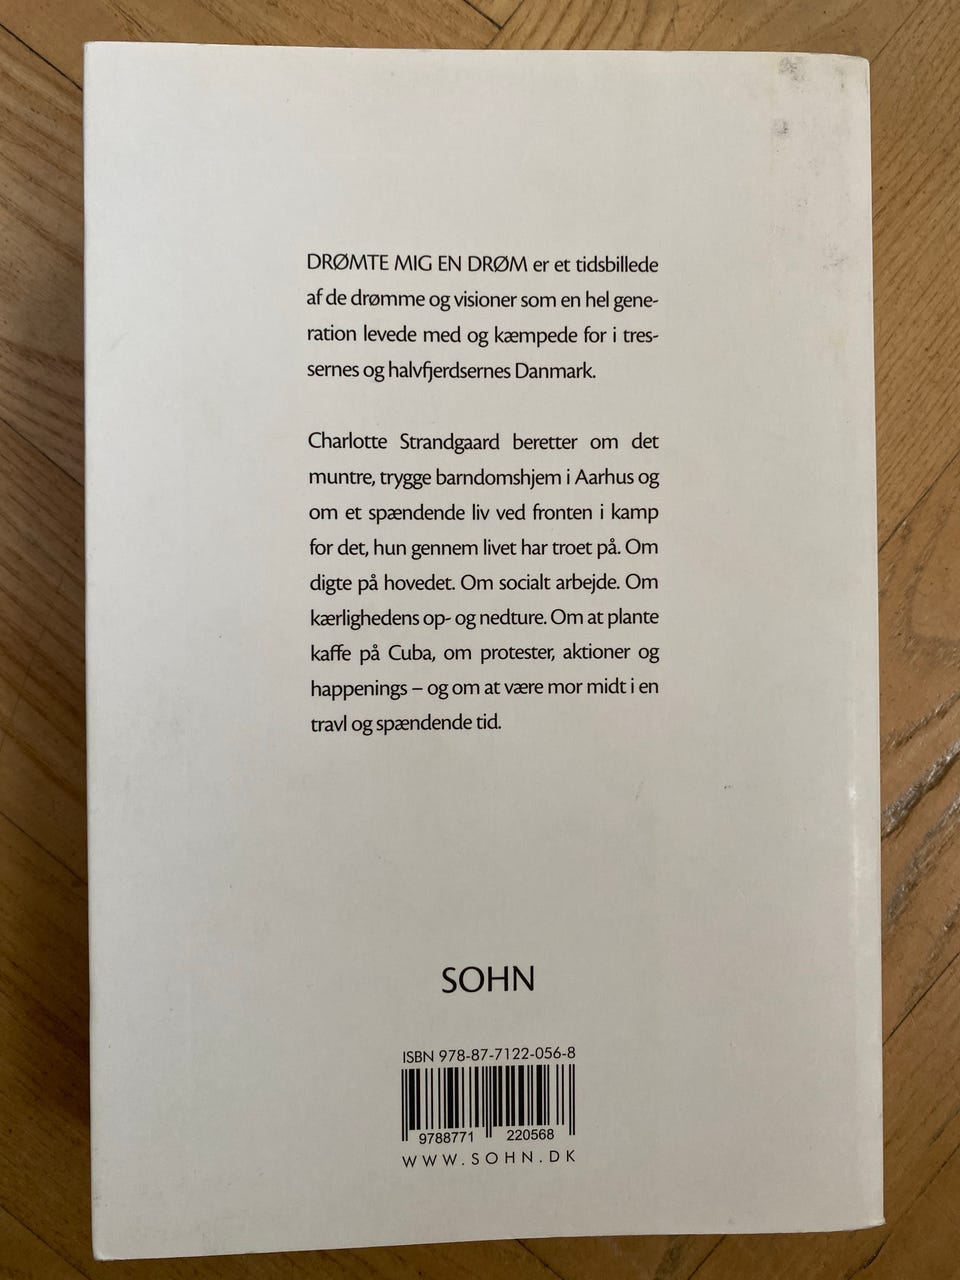 DRØMTE MIG EN DRØM er et tidsbillede
af de drømme og visioner som en hel gene-
ration levede med og kæmpede for i tres-
sernes og halvfjerdsernes Danmark.
Charlotte Strandgaard beretter om det
muntre, trygge barndomshjem i Aarhus og
om et spændende liv ved fronten i kamp
for det, hun gennem livet har troet på. Om
digte på hovedet. Om socialt arbejde. Om
kærlighedens op- og nedture. Om at plante
kaffe på Cuba, om protester, aktioner og
happenings – og om at være mor midt i en
travl og spændende tid.
SOHN
ISBN 978-87-7122-056-8
9788771 220568
WWW.SOHN.DK